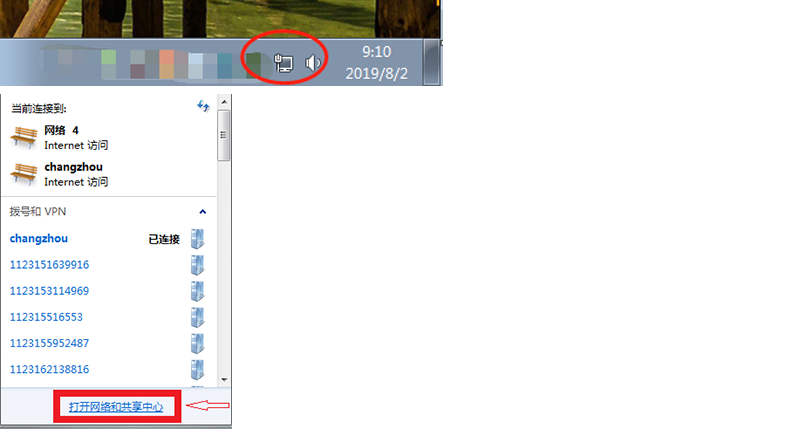 9:10
2019/8/2
当前连接到:
网络 4
Internet 访问
changzhou
Internet 访问
拨号和 VPN
changzhou 已连接
1123151639916
1123153114969
112315516553
1123155952487
1123162138816
打开网络和共享中心